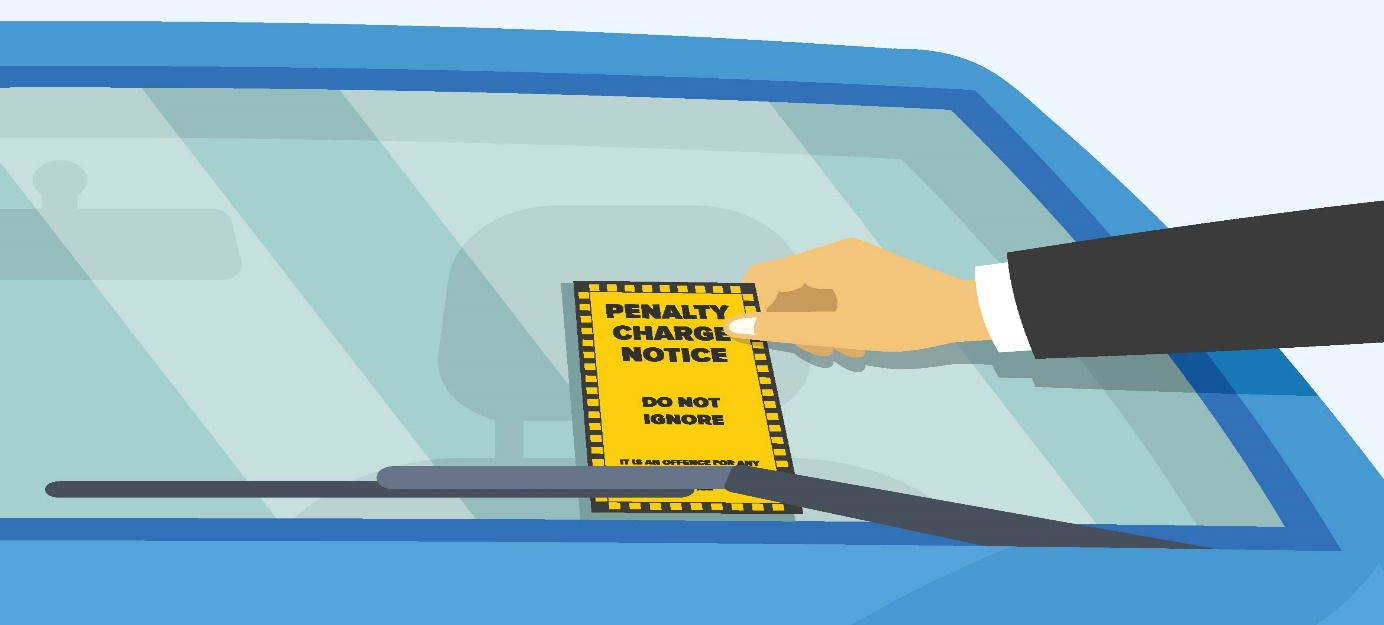 PENALTY
CHARGE
NOTICE
DO NOT
IGNORE
IT IS AN OFFENCE FOR ANY